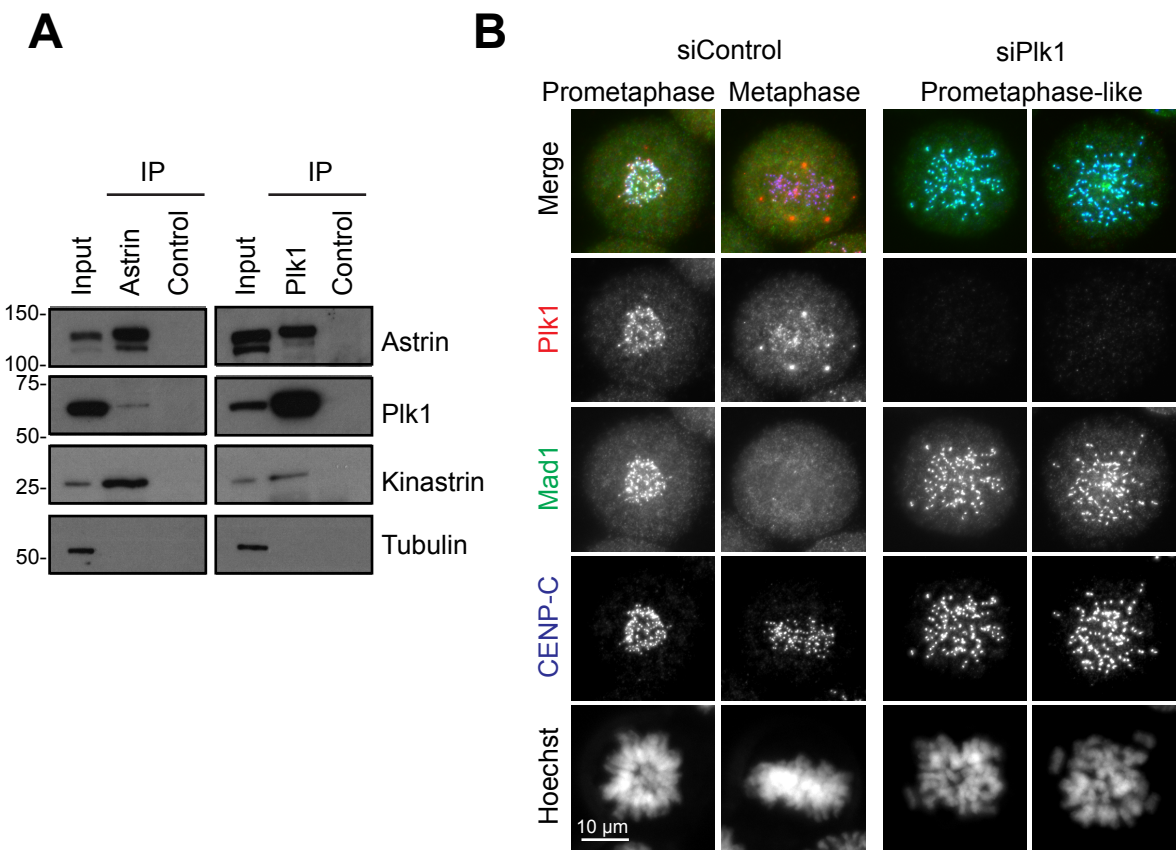 A
IP
IP
Input
Astrin
Control
Input
Plk1
Control
150-
100-
Astrin
75-
50-
Plk1
25-
Kinastrin
50-
Tubulin
B
siControl
siPlk1
Prometaphase
Metaphase
Prometaphase-like
Merge
Plk1
Mad1
CENP-C
Hoechst
10 µm